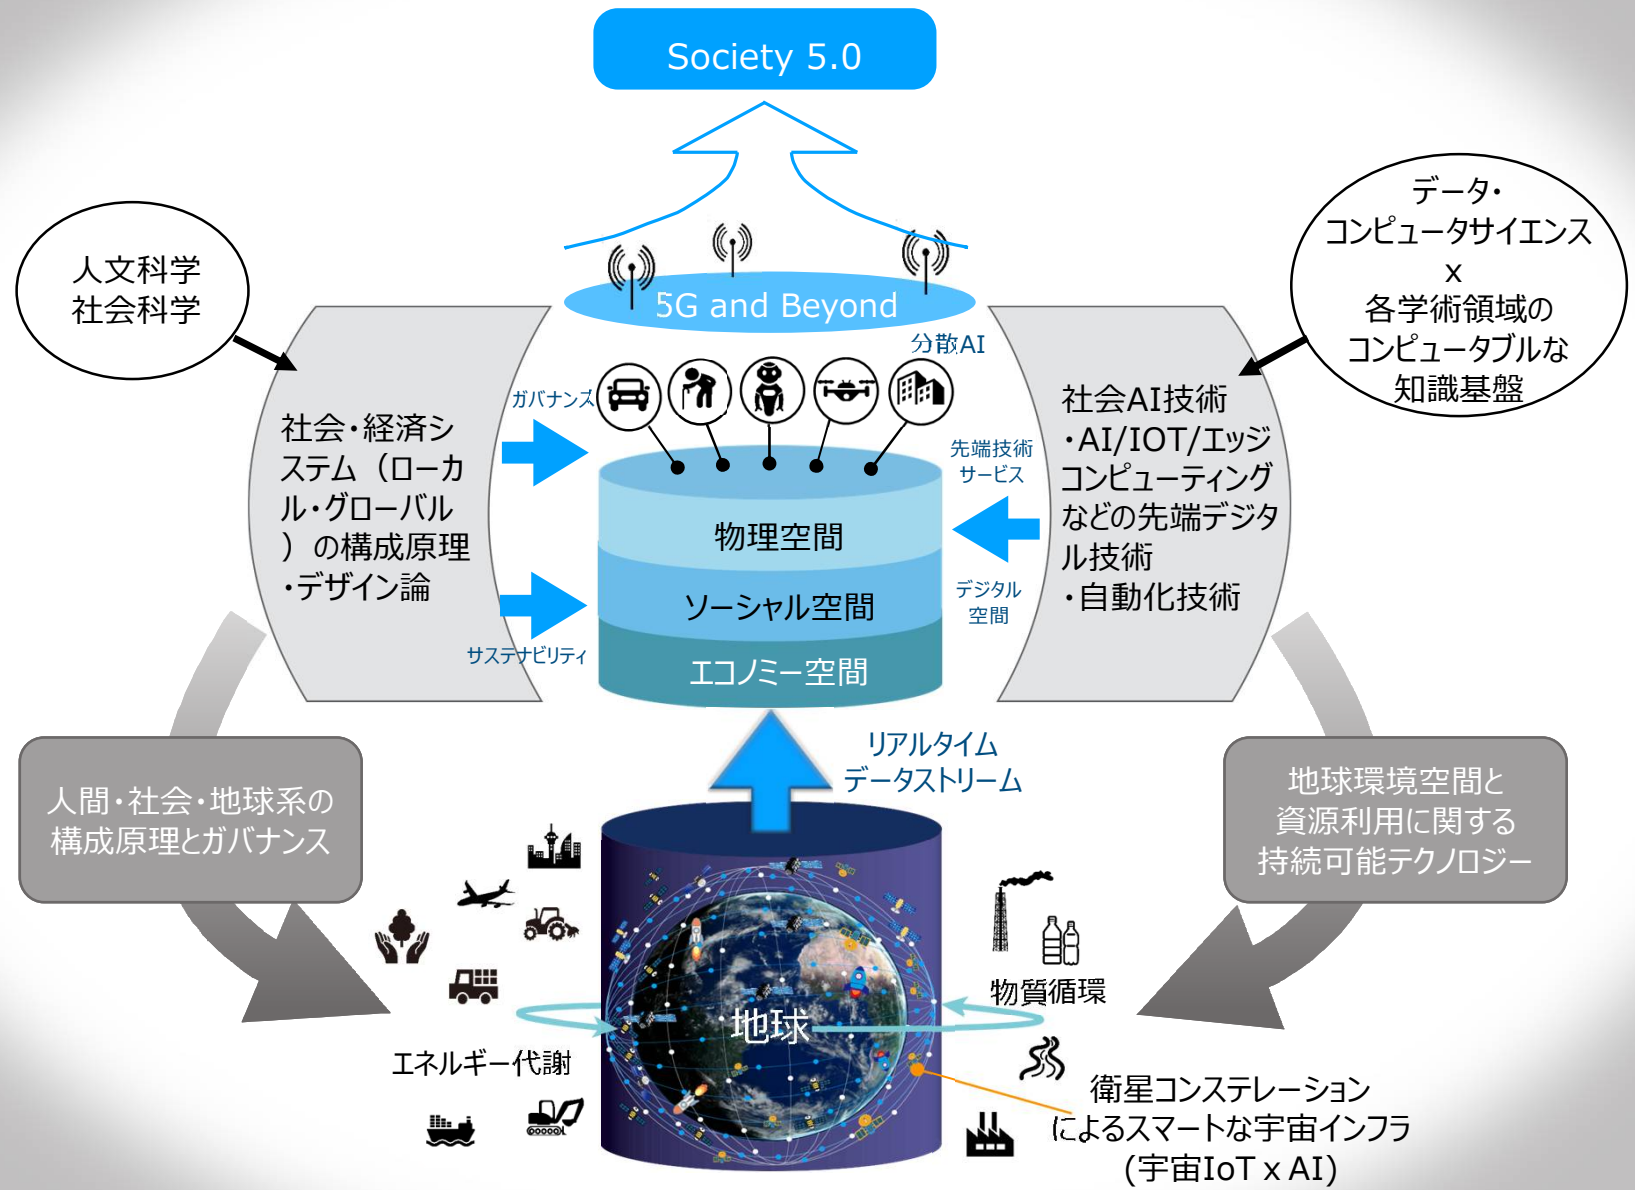 Society 5.0
人文科学
社会科学
データ・
コンピュータサイエンス
x
各学術領域の
コンピュータブルな
知識基盤
5G and Beyond
分散AI
社会・経済シ
ステム（ローカ
ル・グローバル
）の構成原理
・デザイン論
ガバナンス
サステナビリティ
先端技術
サービス
デジタル
空間
社会AI技術
・AI/IOT/エッジ
コンピューティング
などの先端デジタ
ル技術
・自動化技術
物理空間
ソーシャル空間
エコノミー空間
リアルタイム
データストリーム
人間・社会・地球系の
構成原理とガバナンス
地球環境空間と
資源利用に関する
持続可能テクノロジー
地球
エネルギー代謝
物質循環
衛星コンステレーション
によるスマートな宇宙インフラ
(宇宙IoT x AI)